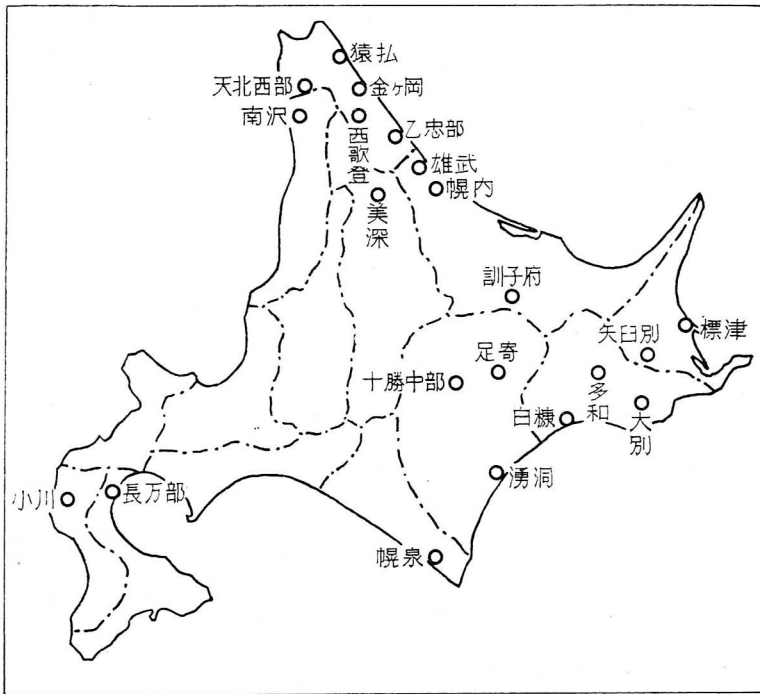 猿払
天北西部
金ヶ岡
南沢
西歌登
乙忠部
雄武
幌内
美深
訓子府
矢臼別
標津
足寄
十勝中部
多和
大別
白糠
湧洞
小川
長万部
幌泉